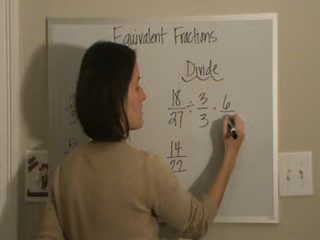 Equivalent Fractions
Divide
18/27 ÷ 3/3 · 6/
14/22